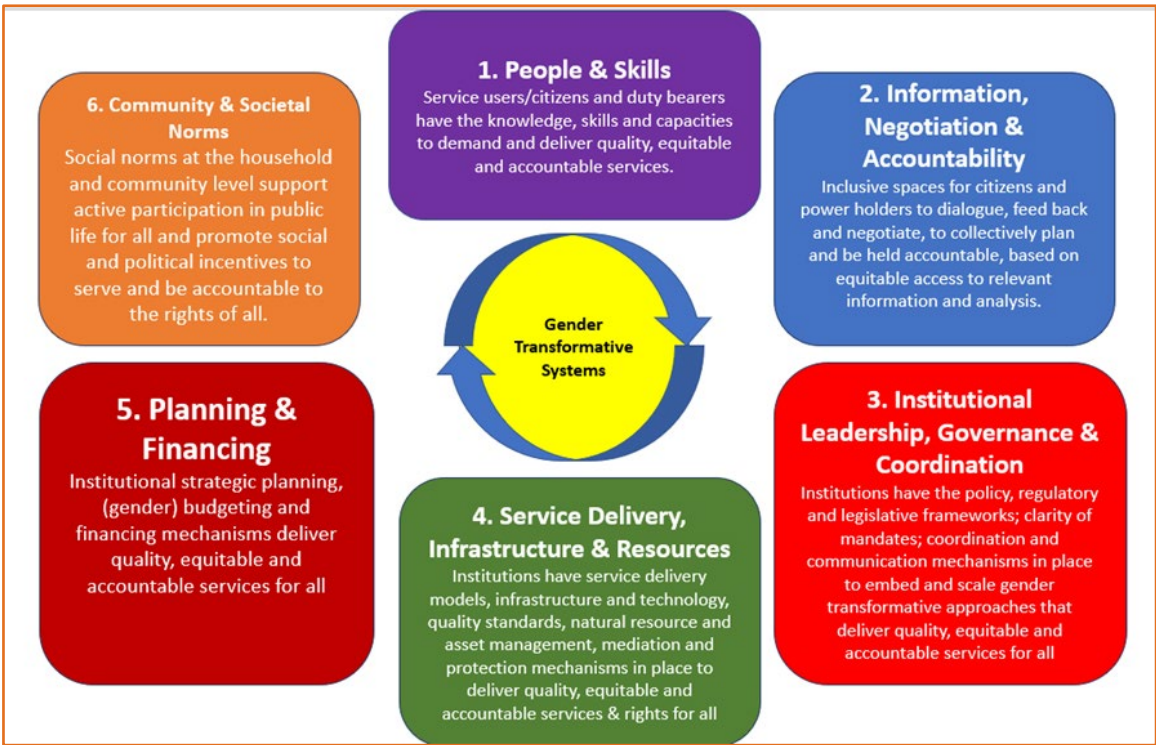 1. People & Skills
Service users/citizens and duty bearers
have the knowledge, skills and capacities
to demand and deliver quality, equitable
and accountable services.
2. Information,
Negotiation &
Accountability
Inclusive spaces for citizens and
power holders to dialogue, feed back
and negotiate, to collectively plan
and be held accountable, based on
equitable access to relevant
information and analysis.
3. Institutional
Leadership, Governance &
Coordination
Institutions have the policy, regulatory
and legislative frameworks; clarity of
mandates; coordination and
communication mechanisms in place
to embed and scale gender
transformative approaches that
deliver quality, equitable and
accountable services for all
4. Service Delivery,
Infrastructure & Resources
Institutions have service delivery
models, infrastructure and technology,
quality standards, natural resource and
asset management, mediation and
protection mechanisms in place to
deliver quality, equitable and
accountable services & rights for all
5. Planning &
Financing
Institutional strategic planning,
(gender) budgeting and
financing mechanisms deliver
quality, equitable and
accountable services for all
6. Community & Societal
Norms
Social norms at the household
and community level support
active participation in public
life for all and promote social
and political incentives to
serve and be accountable to
the rights of all.
Gender
Transformative
Systems